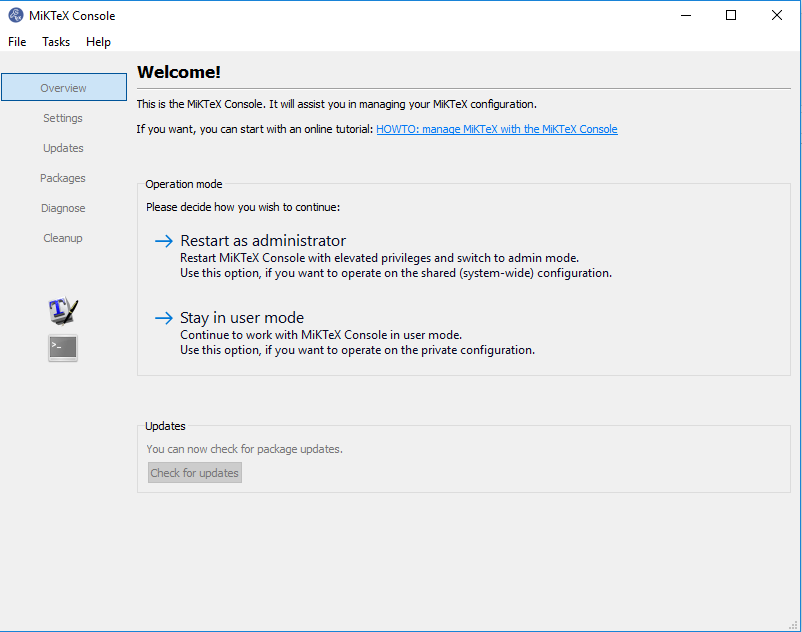 MiKTeX Console
File Tasks Help
Overview
Settings
Updates
Packages
Diagnose
Cleanup
Welcome!
This is the MiKTeX Console. It will assist you in managing your MiKTeX configuration.
If you want, you can start with an online tutorial: HOWTO: manage MiKTeX with the MiKTeX Console
Operation mode
Please decide how you wish to continue:
Restart as administrator
Restart MiKTeX Console with elevated privileges and switch to admin mode.
Use this option, if you want to operate on the shared (system-wide) configuration.
Stay in user mode
Continue to work with MiKTeX Console in user mode.
Use this option, if you want to operate on the private configuration.
Updates
You can now check for package updates.
Check for updates